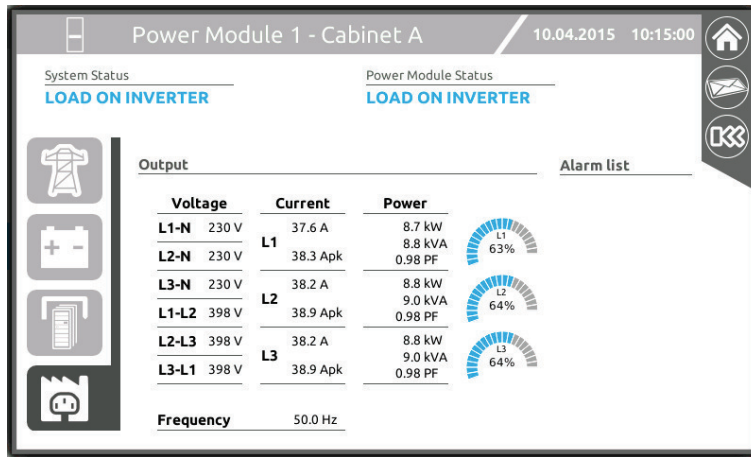 Power Module 1 - Cabinet A
10.04.2015 10:15:00
System Status
LOAD ON INVERTER
Power Module Status
LOAD ON INVERTER
Output
Alarm list
Voltage Current Power
L1-N 230 V
L2-N 230 V
L3-N 230 V
L1-L2 398 V
L2-L3 398 V
L3-L1 398 V
L1
37.6 A
38.3 Apk
L2
38.2 A
38.9 Apk
L3
38.2 A
38.9 Apk
8.7 kW
8.8 kVA
0.98 PF
8.8 kW
9.0 kVA
0.98 PF
8.8 kW
9.0 kVA
0.98 PF
L1
63%
L2
64%
L3
64%
Frequency 50.0 Hz